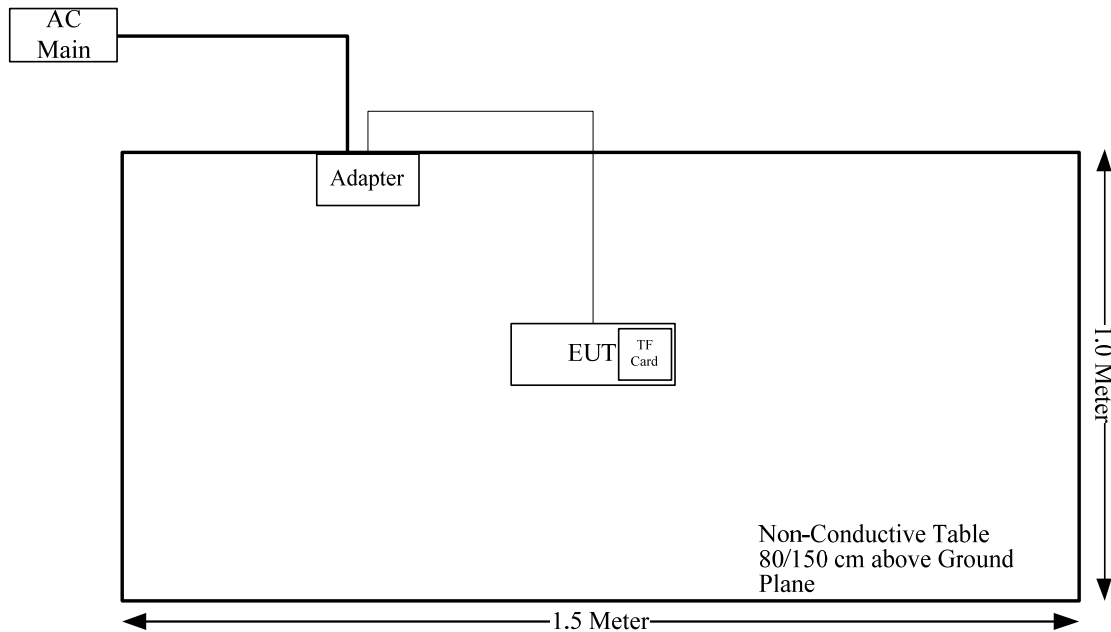 AC
Main
Adapter
EUT
TF
Card
1.0 Meter
Non-Conductive Table
80/150 cm above Ground
Plane
1.5 Meter